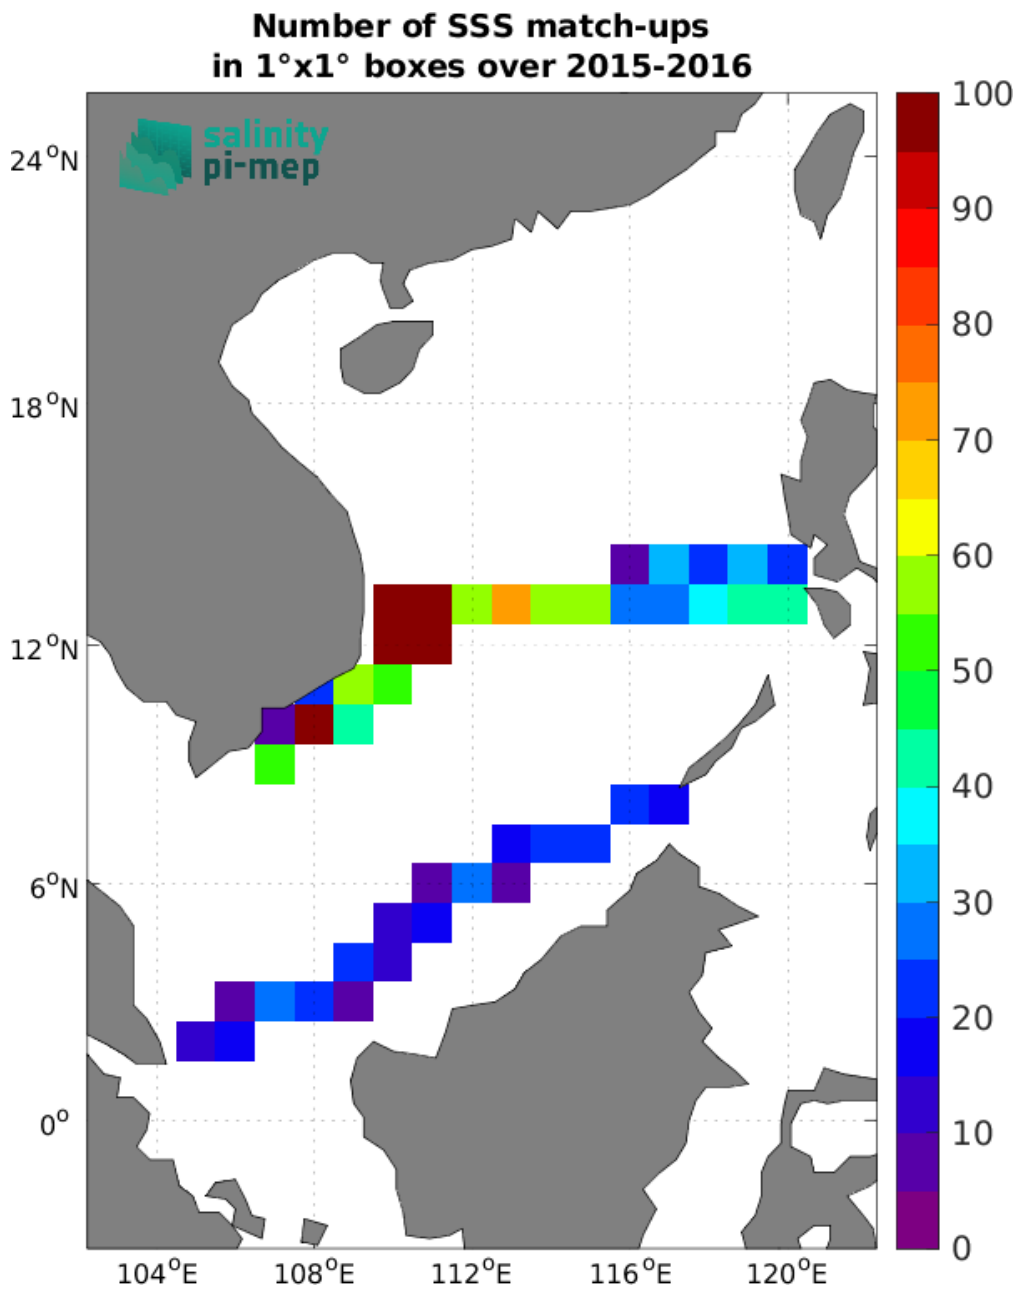 Number of SSS match-ups
in 1°x1° boxes over 2015-2016
salinity
pi-mep
24°N
18°N
12°N
6°N
0°
104°E
108°E
112°E
116°E
120°E
100
90
80
70
60
50
40
30
20
10
0